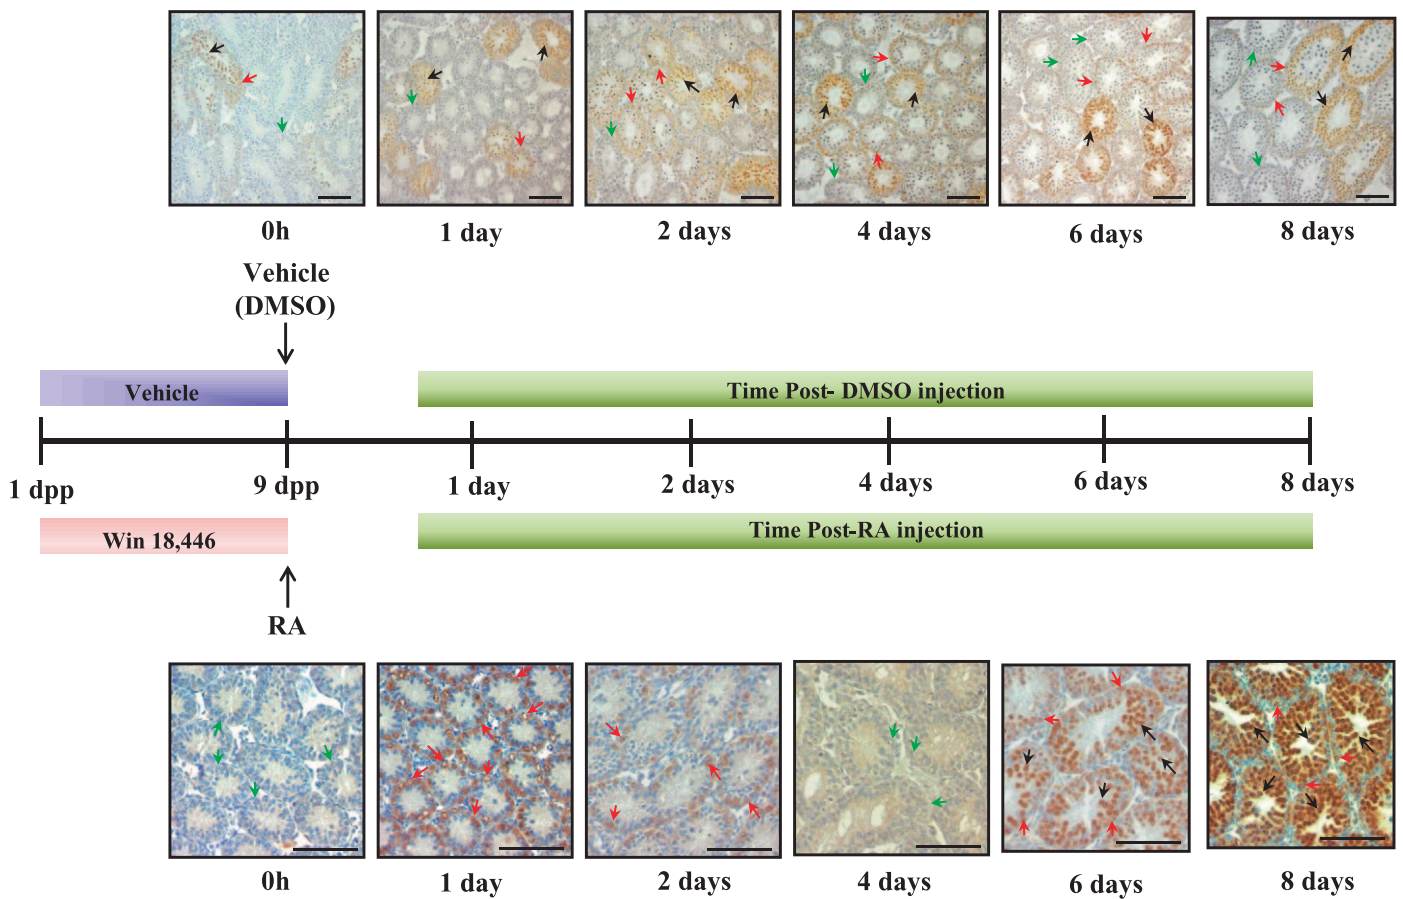 0h
1 day
2 days
4 days
6 days
8 days
Vehicle
(DMSO)
Vehicle
Time Post- DMSO injection
1 dpp
9 dpp
1 day
2 days
4 days
6 days
8 days
Win 18,446
Time Post-RA injection
RA
0h
1 day
2 days
4 days
6 days
8 days